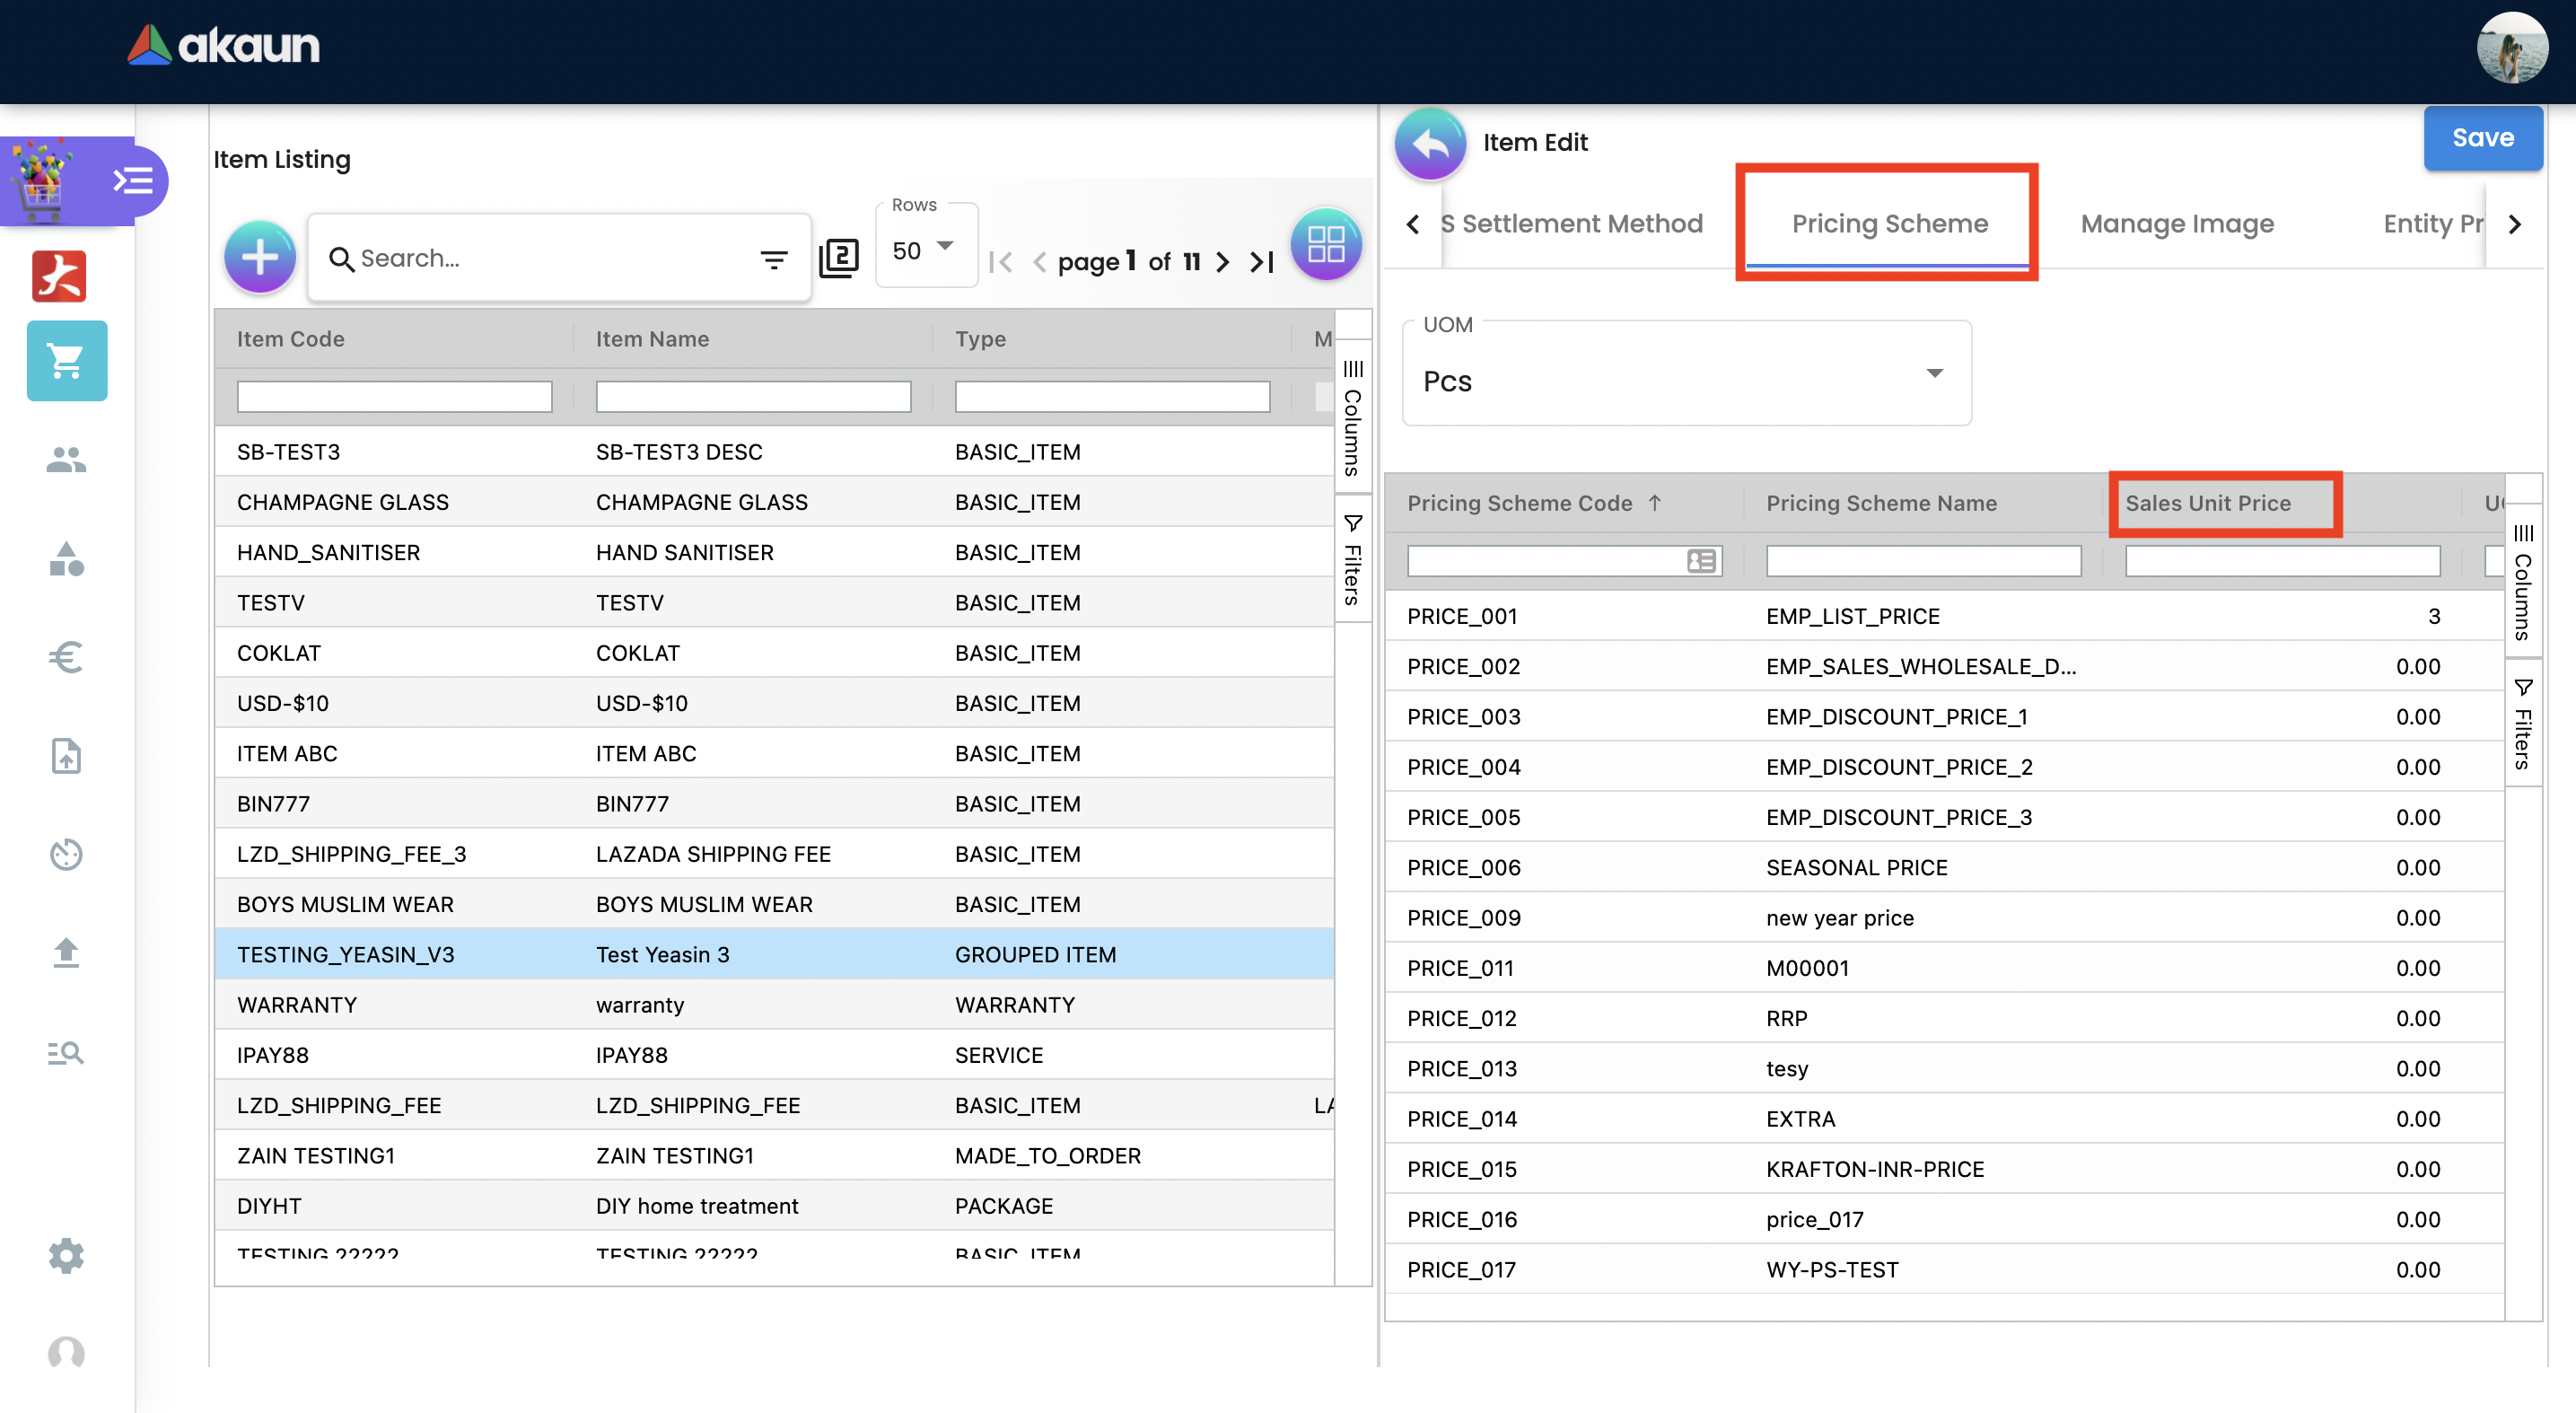 akaun
Item Listing
Search...
Rows
50
2
page 1 of 11
Item Code Item Name Type M
SB-TEST3 SB-TEST3 DESC BASIC_ITEM
CHAMPAGNE GLASS CHAMPAGNE GLASS BASIC_ITEM
HAND_SANITISER HAND SANITISER BASIC_ITEM
TESTV TESTV BASIC_ITEM
COKLAT COKLAT BASIC_ITEM
USD-$10 USD-$10 BASIC_ITEM
ITEM ABC ITEM ABC BASIC_ITEM
BIN777 BIN777 BASIC_ITEM
LZD_SHIPPING_FEE_3 LAZADA SHIPPING FEE BASIC_ITEM
BOYS MUSLIM WEAR BOYS MUSLIM WEAR BASIC_ITEM
TESTING_YEASIN_V3 Test Yeasin 3 GROUPED ITEM
WARRANTY warranty WARRANTY
IPAY88 IPAY88 SERVICE
LZD_SHIPPING_FEE LZD_SHIPPING_FEE BASIC_ITEM LA
ZAIN TESTING1 ZAIN TESTING1 MADE_TO_ORDER
DIYHT DIY home treatment PACKAGE
TESTING 22222 TESTING 22222 BASIC_ITEM
Columns
Filters
Item Edit
Save
S Settlement Method Pricing Scheme Manage Image Entity Pr
UOM
Pcs
Pricing Scheme Code Pricing Scheme Name Sales Unit Price U
PRICE_001 EMP_LIST_PRICE 3
PRICE_002 EMP_SALES_WHOLESALE_D... 0.00
PRICE_003 EMP_DISCOUNT_PRICE_1 0.00
PRICE_004 EMP_DISCOUNT_PRICE_2 0.00
PRICE_005 EMP_DISCOUNT_PRICE_3 0.00
PRICE_006 SEASONAL PRICE 0.00
PRICE_009 new year price 0.00
PRICE_011 M00001 0.00
PRICE_012 RRP 0.00
PRICE_013 tesy 0.00
PRICE_014 EXTRA 0.00
PRICE_015 KRAFTON-INR-PRICE 0.00
PRICE_016 price_017 0.00
PRICE_017 WY-PS-TEST 0.00
Columns
Filters